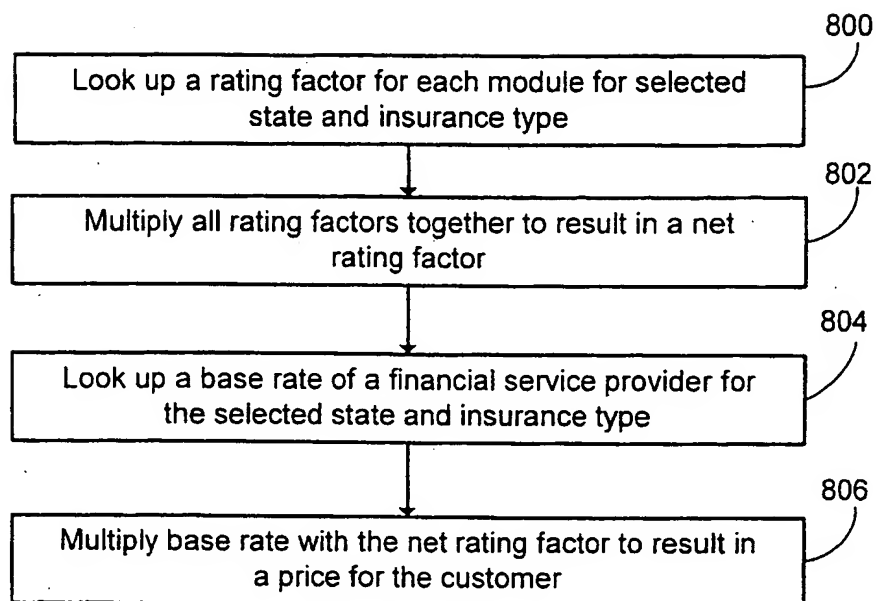 800
Look up a rating factor for each module for selected
state and insurance type
802
Multiply all rating factors together to result in a net
rating factor
804
Look up a base rate of a financial service provider for
the selected state and insurance type
806
Multiply base rate with the net rating factor to result in
a price for the customer